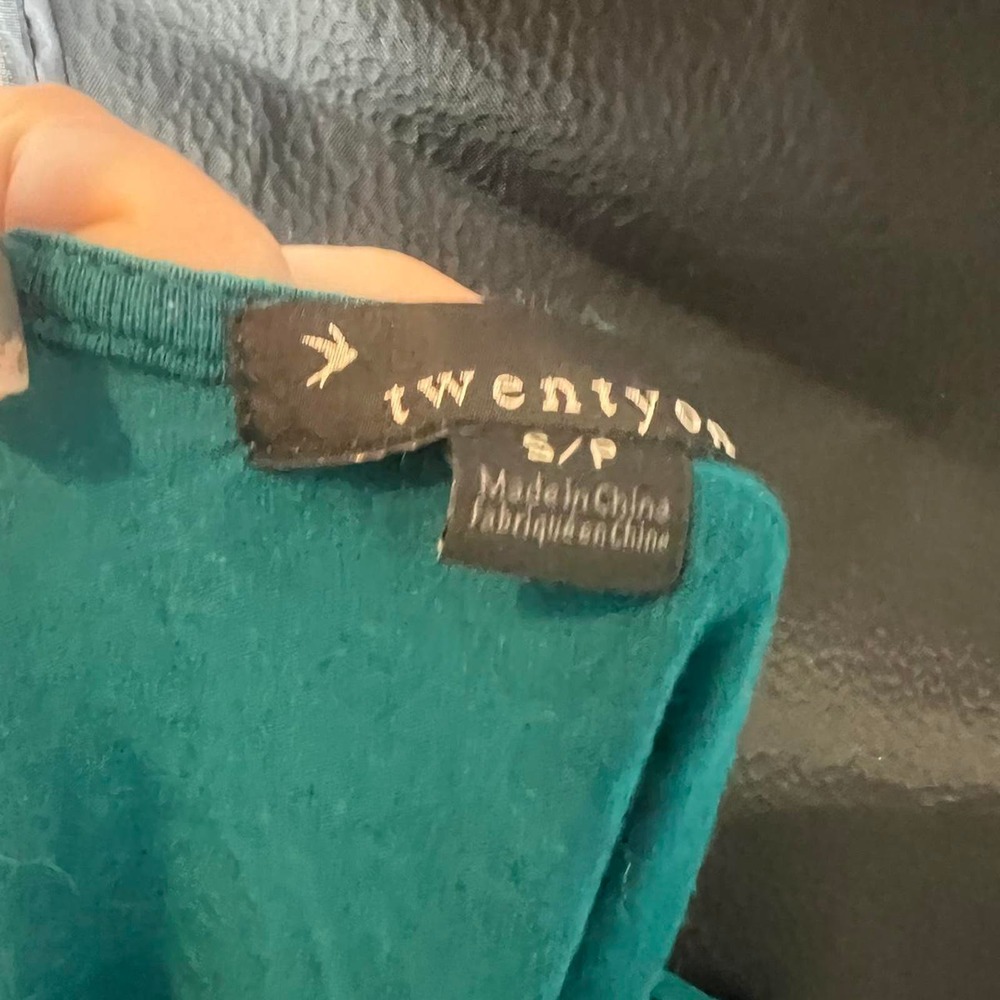 twentyon
S/P
Made in China
Fabriqué en Chine